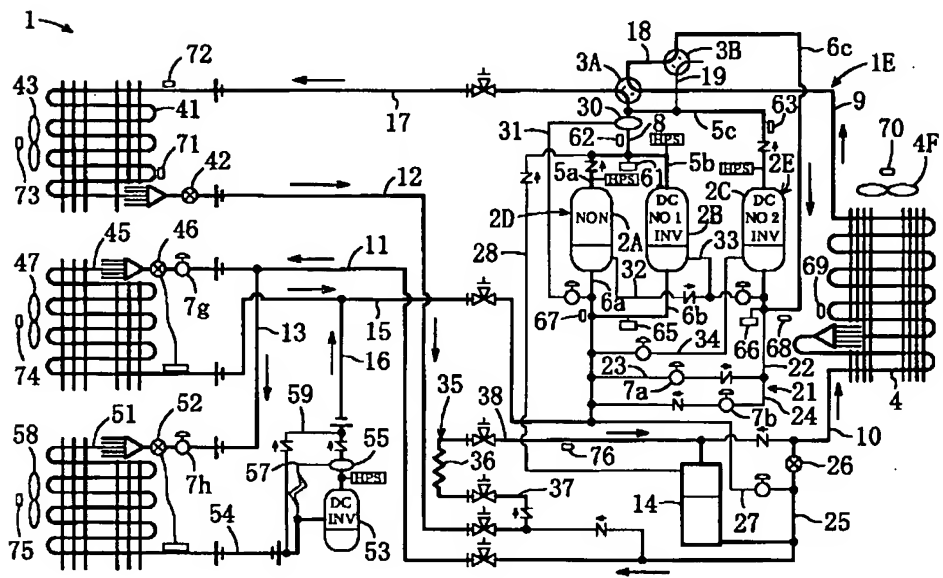 1
72
18
3B
6c
3A
19
1E
43
41
30
63
9
17
31
62
8
5c
70
4F
HPS
71
42
5a
61
5b
HPS
2E
73
12
HPS
2C
2D
NON
2A
DC
NO 1
INV
2B
DC
NO 2
INV
45
46
11
28
32
33
69
47
7g
15
6a
6b
67
65
66
68
74
13
16
34
22
23
21
35
38
7a
24
4
51
52
59
7b
10
58
55
36
76
26
57
HPS
37
14
7h
DC
INV
53
27
25
75
54